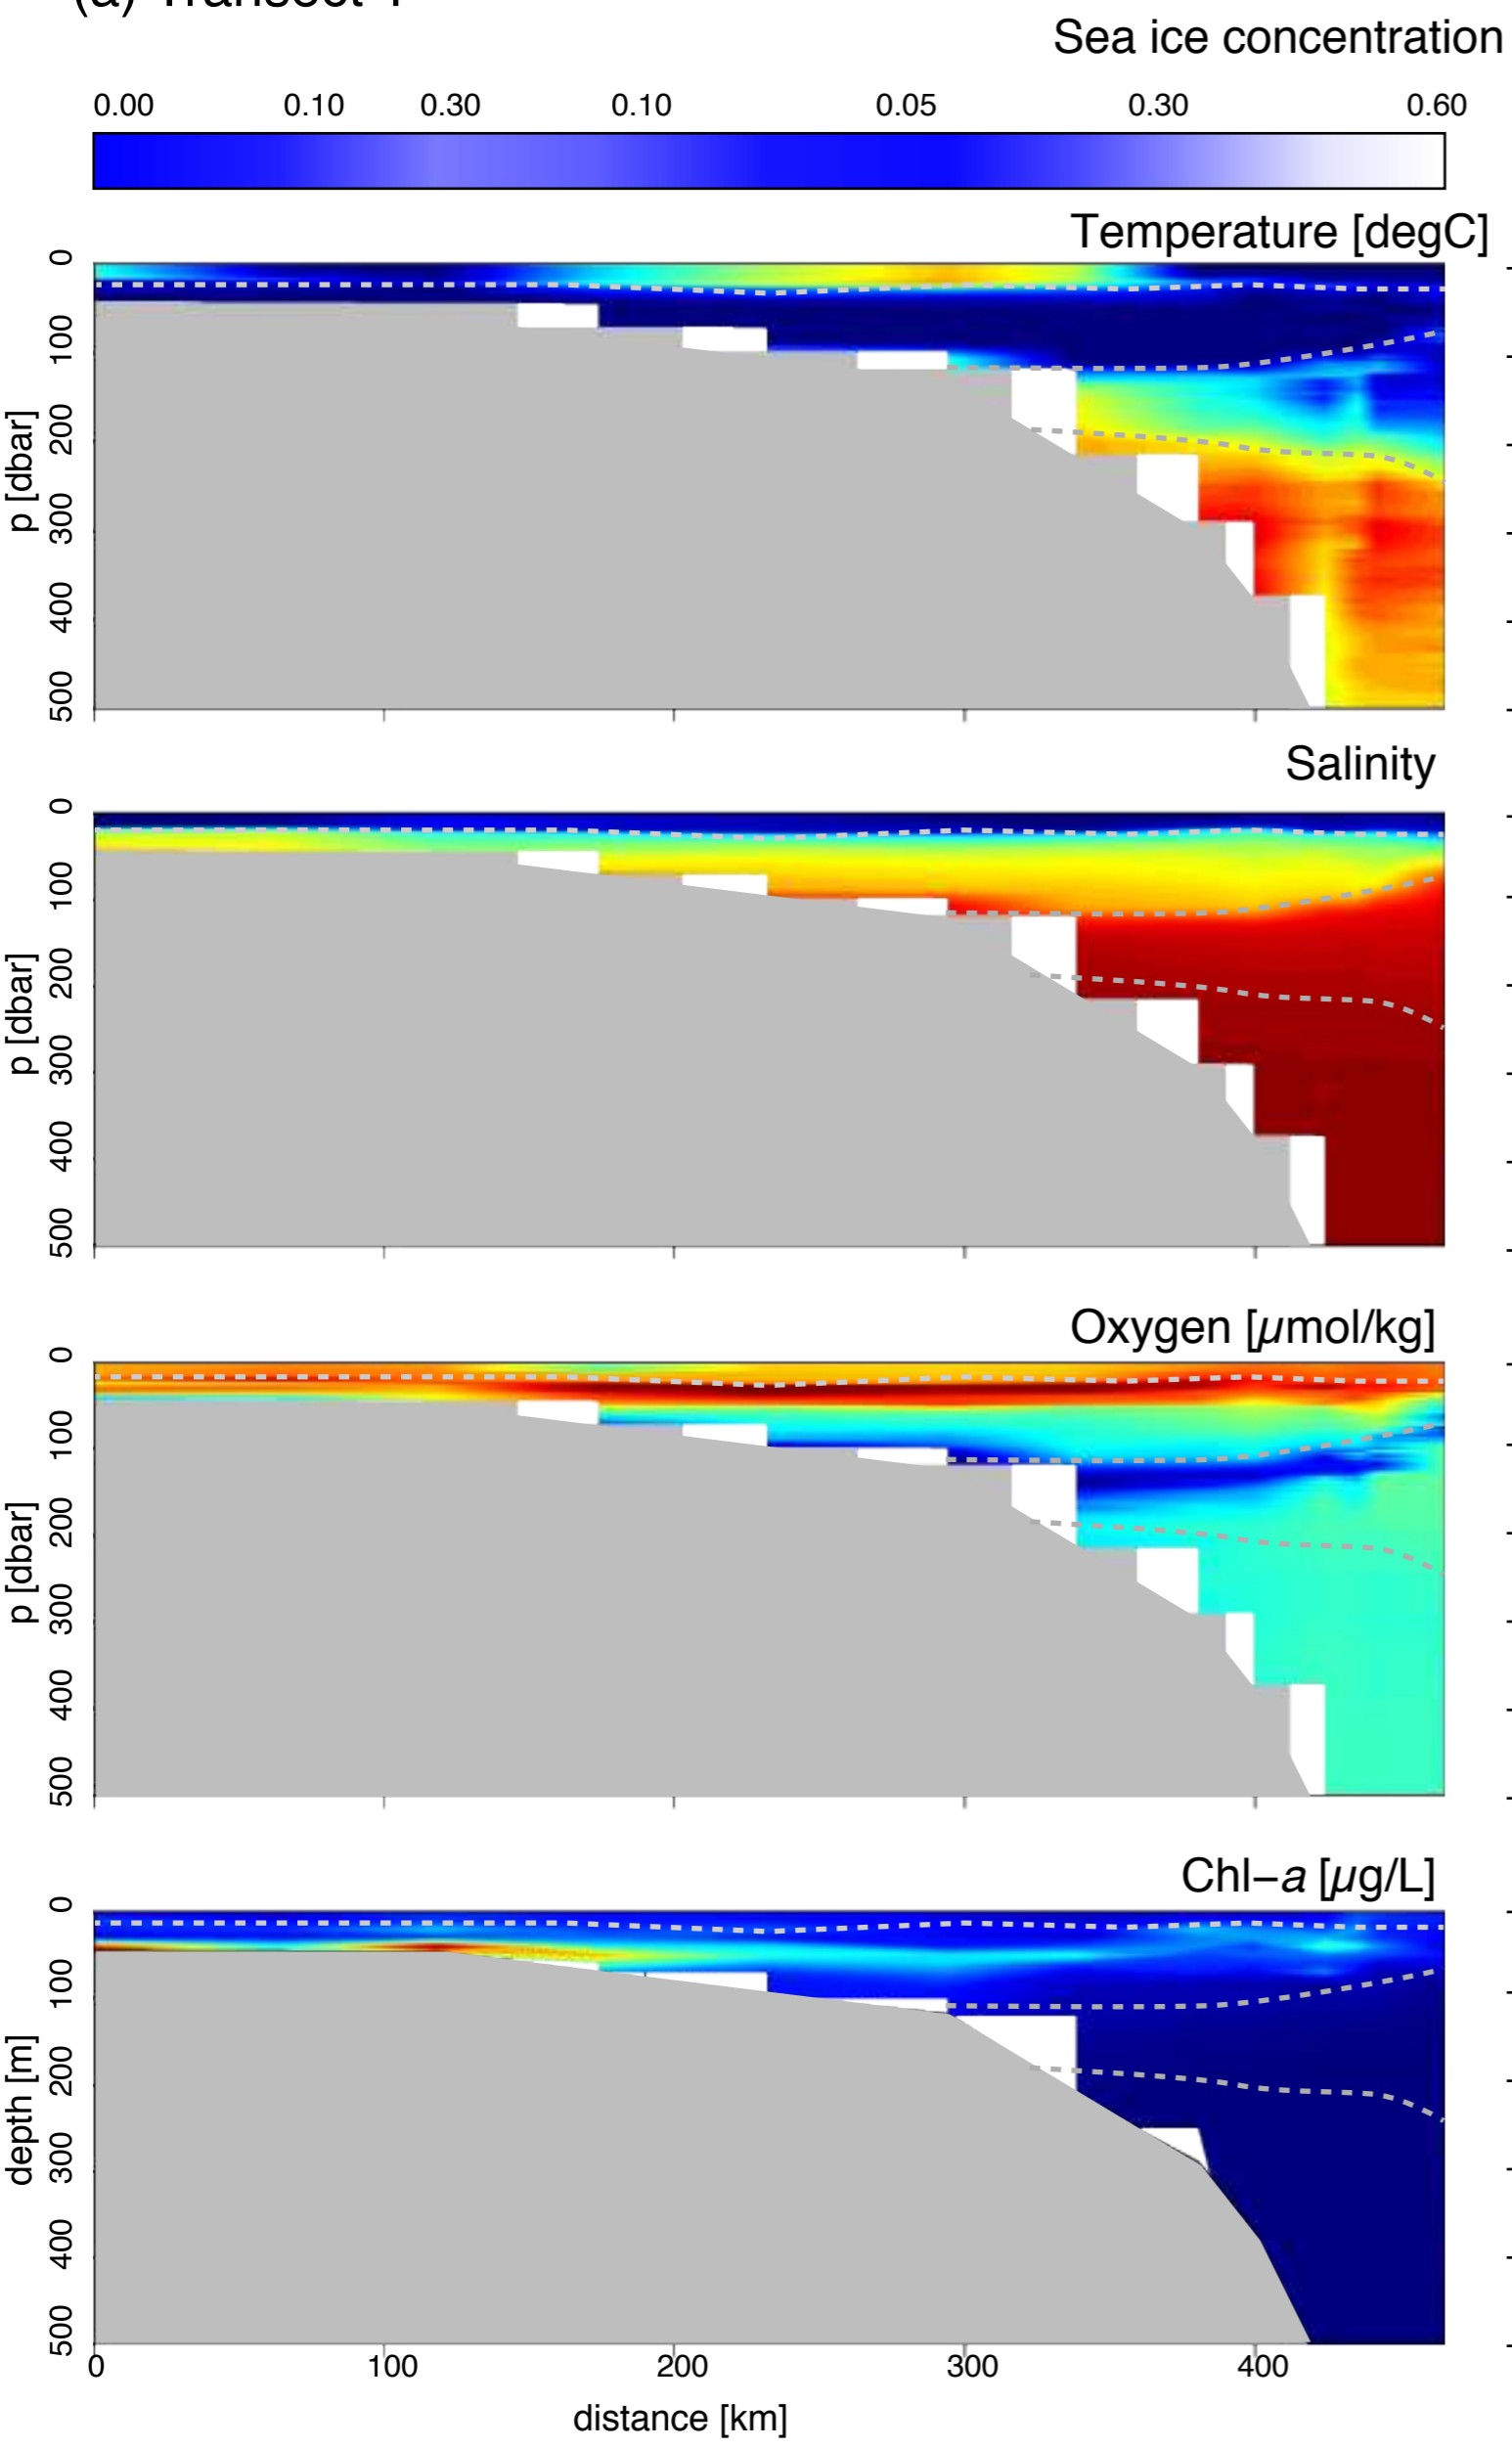 (a) Transect
Sea ice concentration
0.00 0.10 0.30 0.10 0.05 0.30 0.60
Temperature [degC]
0
100
200
300
400
500
p [dbar]
Salinity
0
100
200
300
400
500
p [dbar]
Oxygen [µmol/kg]
0
100
200
300
400
500
p [dbar]
Chl−a [µg/L]
0
100
200
300
400
500
depth [m]
0 100 200 300 400
distance [km]